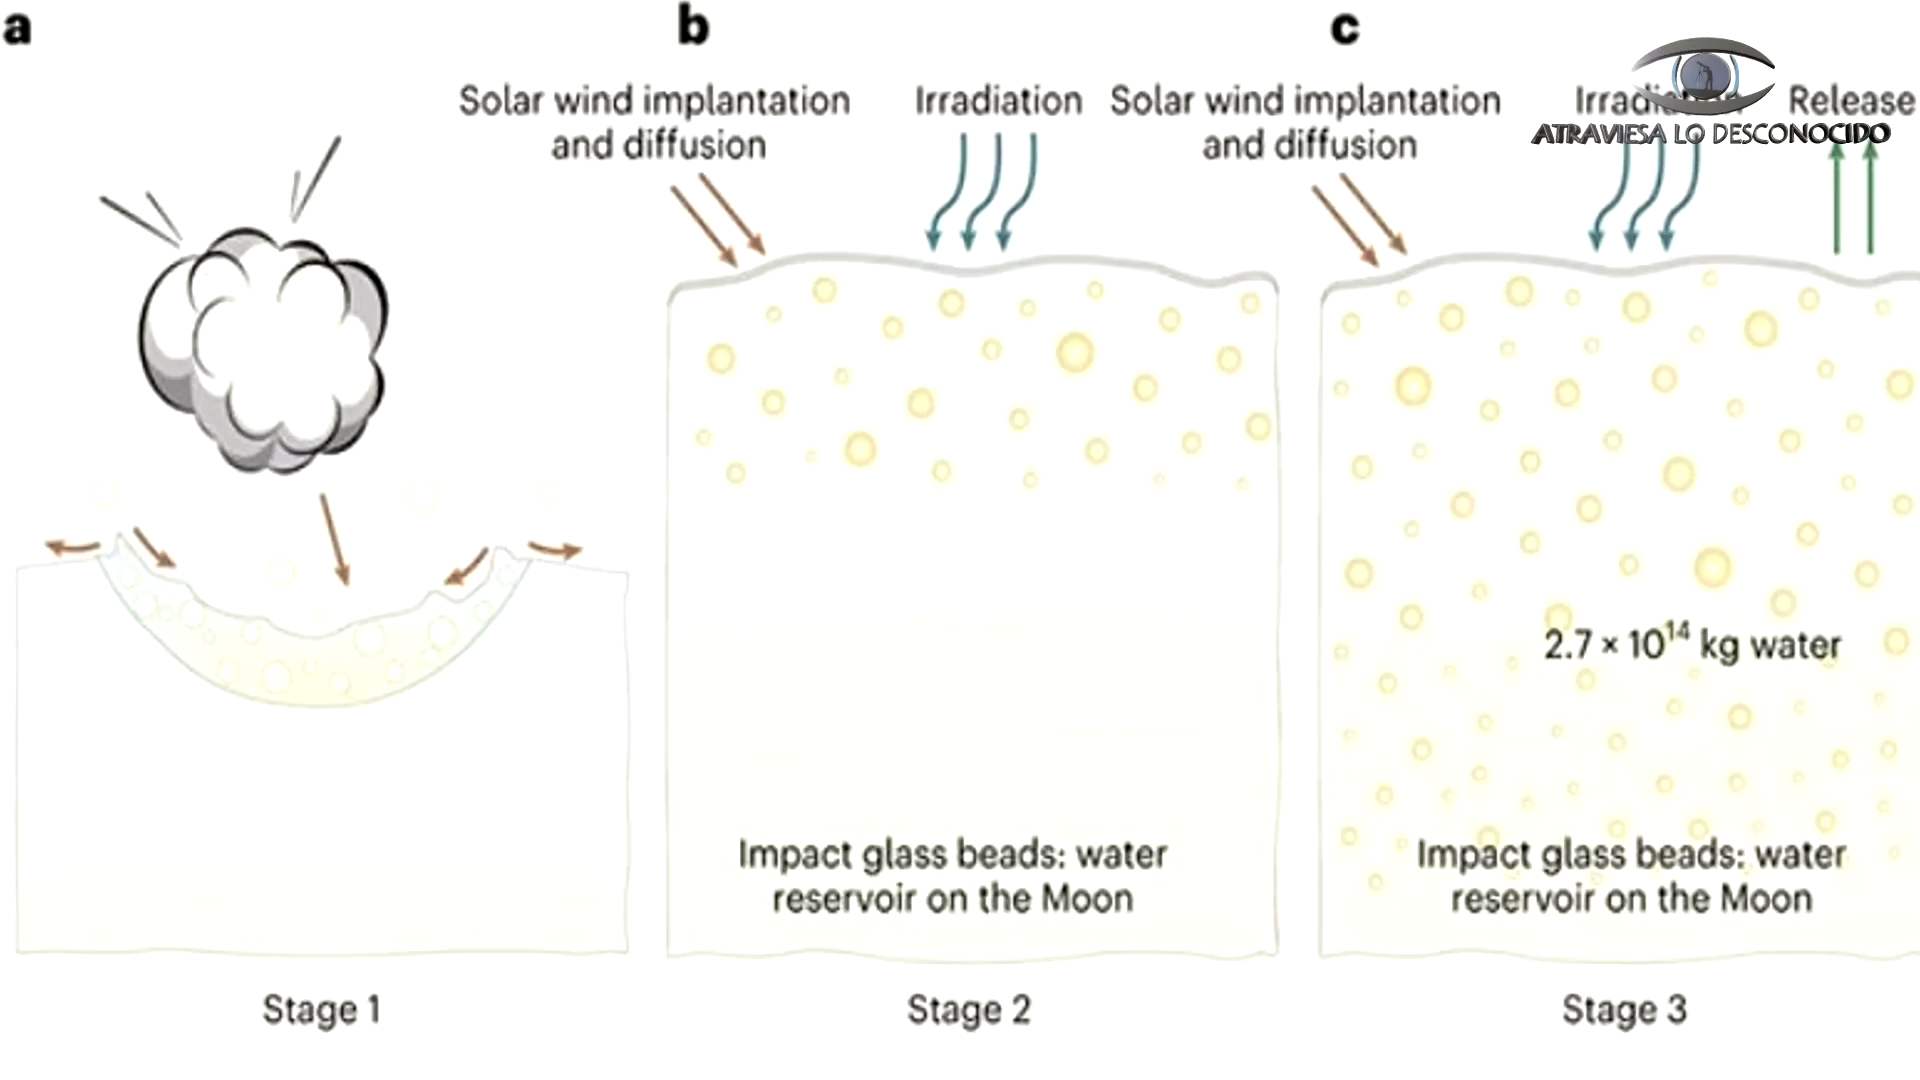 a
b
c
Solar wind implantation
and diffusion
Irradiation
Solar wind implantation
and diffusion
Release
ATRAVIESA LO DESCONOCIDO
2.7 × 10¹⁴ kg water
Impact glass beads: water
reservoir on the Moon
Impact glass beads: water
reservoir on the Moon
Stage 1
Stage 2
Stage 3